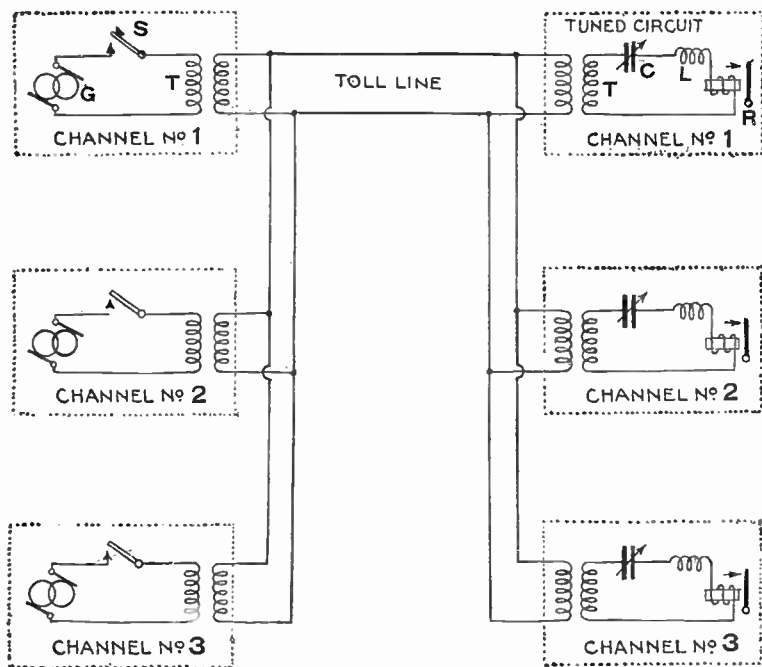 S
G
T
CHANNEL Nº 1
TOLL LINE
TUNED CIRCUIT
T
C
L
R
CHANNEL Nº 1
CHANNEL Nº 2
CHANNEL Nº 2
CHANNEL Nº 3
CHANNEL Nº 3